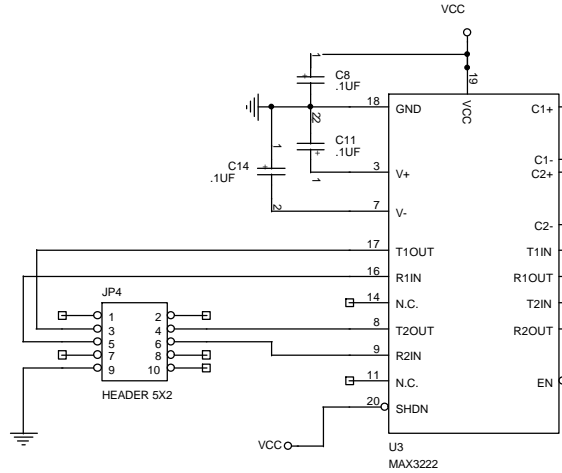 VCC
1
C8
.1UF
19
VCC
18
GND
C1+
22
C11
.1UF
1
C14
.1UF
3
V+
C1-
C2+
1
2
7
V-
C2-
17
T1OUT
T1IN
16
R1IN
R1OUT
JP4
14
N.C.
T2IN
1
2
3
4
8
T2OUT
R2OUT
5
6
7
8
9
R2IN
9
10
11
N.C.
EN
HEADER 5X2
20
SHDN
VCC
U3
MAX3222